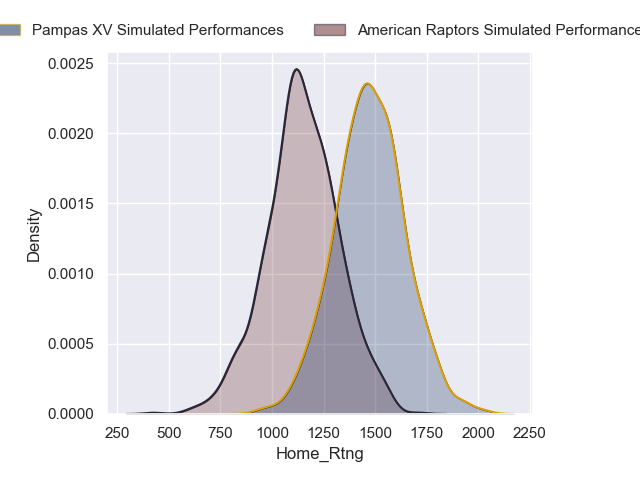 Pampas XV Simulated Performances American Raptors Simulated Performance
0.0025
0.0020
0.0015
0.0010
0.0005
0.0000
Density
250 500 750 1000 1250 1500 1750 2000 2250
Home_Rtng